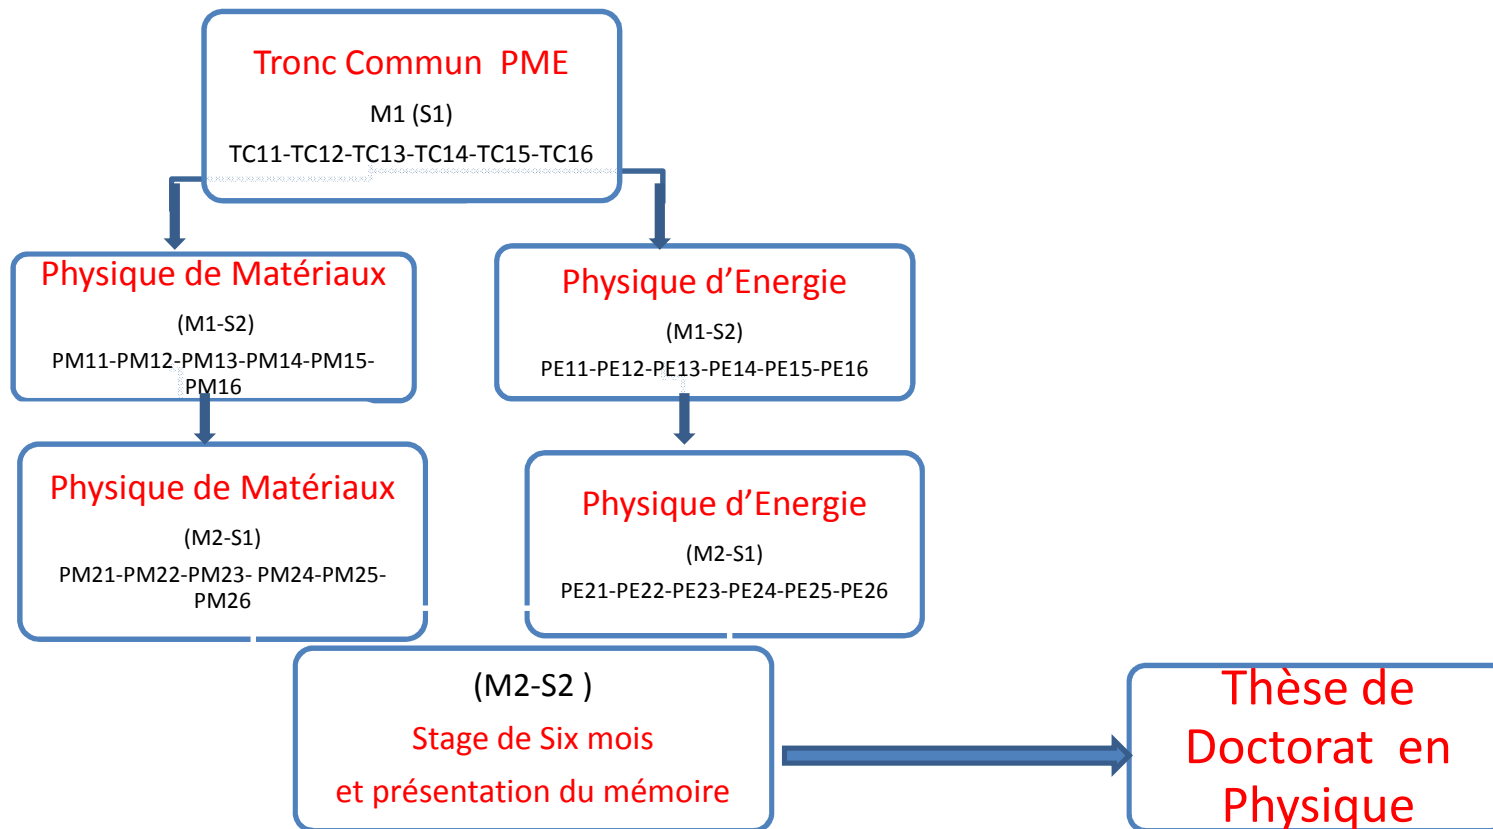 Tronc Commun  PME
M1 (S1)
TC11-TC12-TC13-TC14-TC15-TC16
Physique de Matériaux
(M1-S2)
PM11-PM12-PM13-PM14-PM15-
PM16
Physique d’Energie
(M1-S2)
PE11-PE12-PE13-PE14-PE15-PE16
Physique de Matériaux
(M2-S1)
PM21-PM22-PM23- PM24-PM25-
PM26
Physique d’Energie
(M2-S1)
PE21-PE22-PE23-PE24-PE25-PE26
(M2-S2 )
Stage de Six mois
et présentation du mémoire
Thèse de
Doctorat  en
Physique